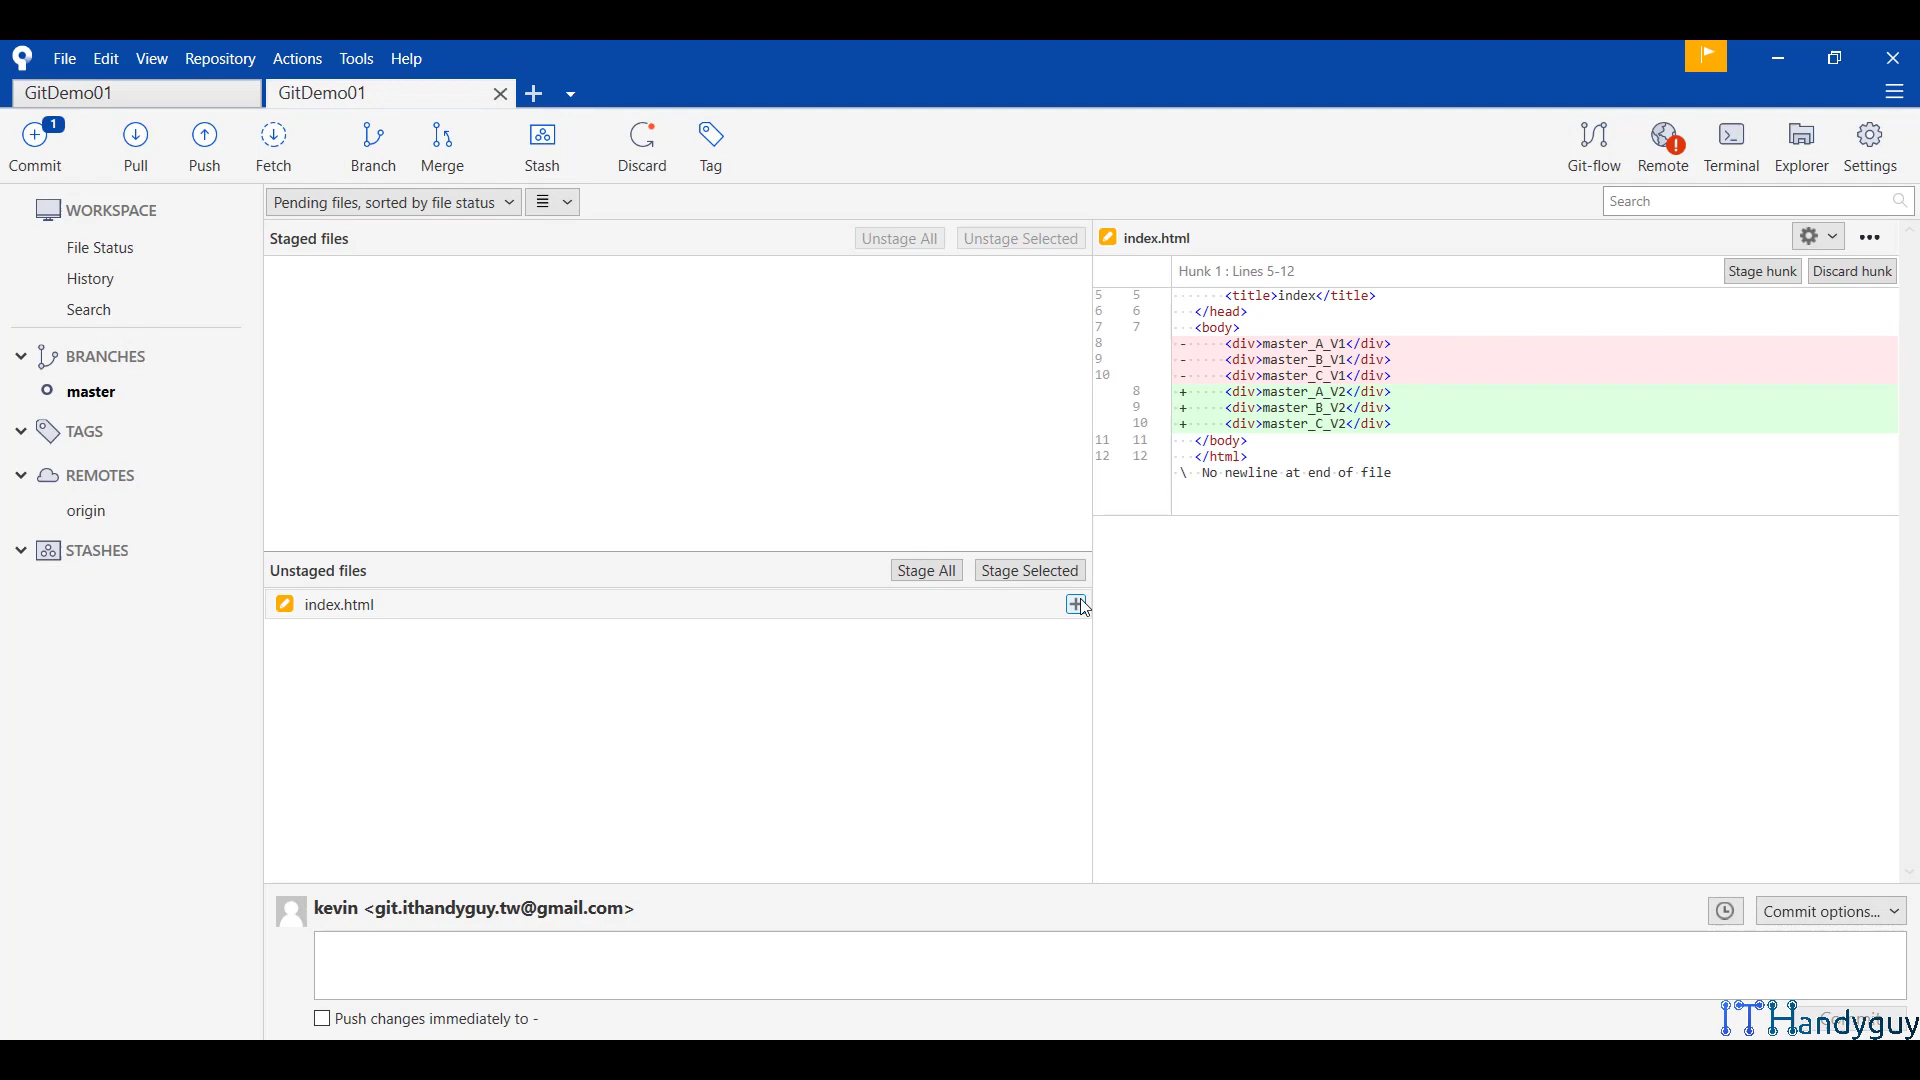 File Edit View Repository Actions Tools Help
GitDemo01 GitDemo01
1
Commit Pull Push Fetch Branch Merge Stash Discard Tag Git-flow Remote Terminal Explorer Settings
WORKSPACE
File Status
History
Search
BRANCHES
master
TAGS
REMOTES
origin
STASHES
Pending files, sorted by file status
Search
Staged files Unstage All Unstage Selected
Unstaged files Stage All Stage Selected
index.html
index.html
Hunk 1 : Lines 5-12 Stage hunk Discard hunk
5 5 <title>index</title>
6 6 </head>
7 7 <body>
8 - <div>master_A_V1</div>
9 - <div>master_B_V1</div>
10 - <div>master_C_V1</div>
8 + <div>master_A_V2</div>
9 + <div>master_B_V2</div>
10 + <div>master_C_V2</div>
11 11 </body>
12 12 </html>
\ No newline at end of file
kevin <git.ithandyguy.tw@gmail.com>
Commit options...
Push changes immediately to -
ITHandyguy